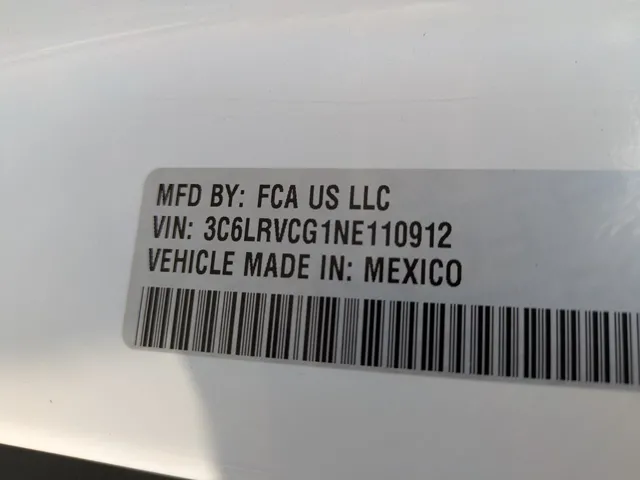 MFD BY: FCA US LLC
VIN: 3C6LRVCG1NE110912
VEHICLE MADE IN: MEXICO